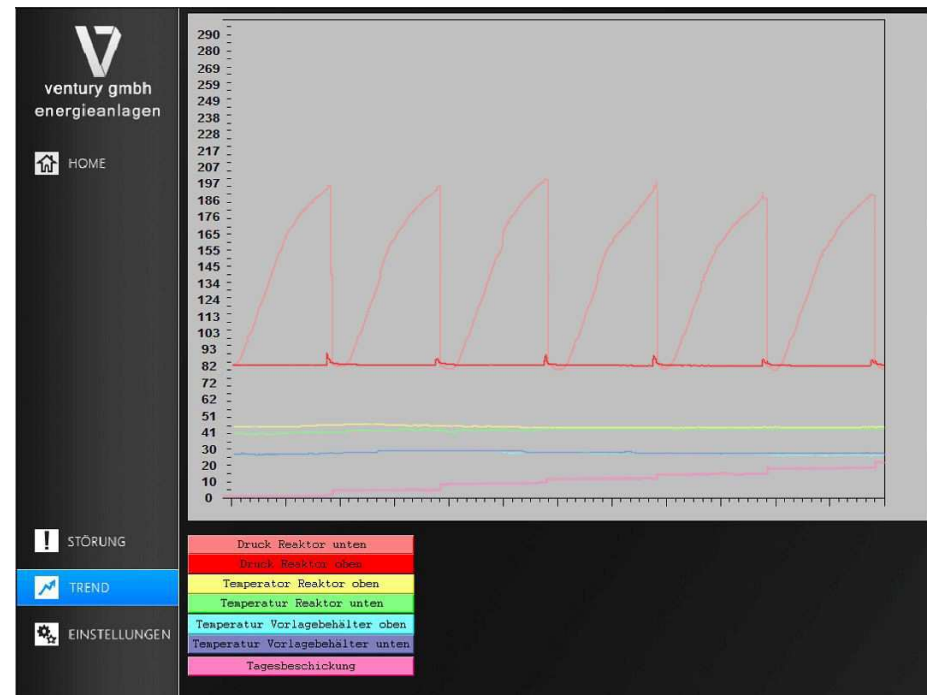 ventury gmbh
energieanlagen
HOME
STÖRUNG
TREND
EINSTELLUNGEN
290
280
269
259
249
238
228
217
207
197
186
176
165
155
145
134
124
113
103
93
82
72
62
51
41
30
20
10
0
Druck Reaktor unten
Druck Reaktor oben
Temperator Reaktor oben
Temperatur Reaktor unten
Temperatur Vorlagebehälter oben
Temperatur Vorlagebehälter unten
Tagesbeschickung